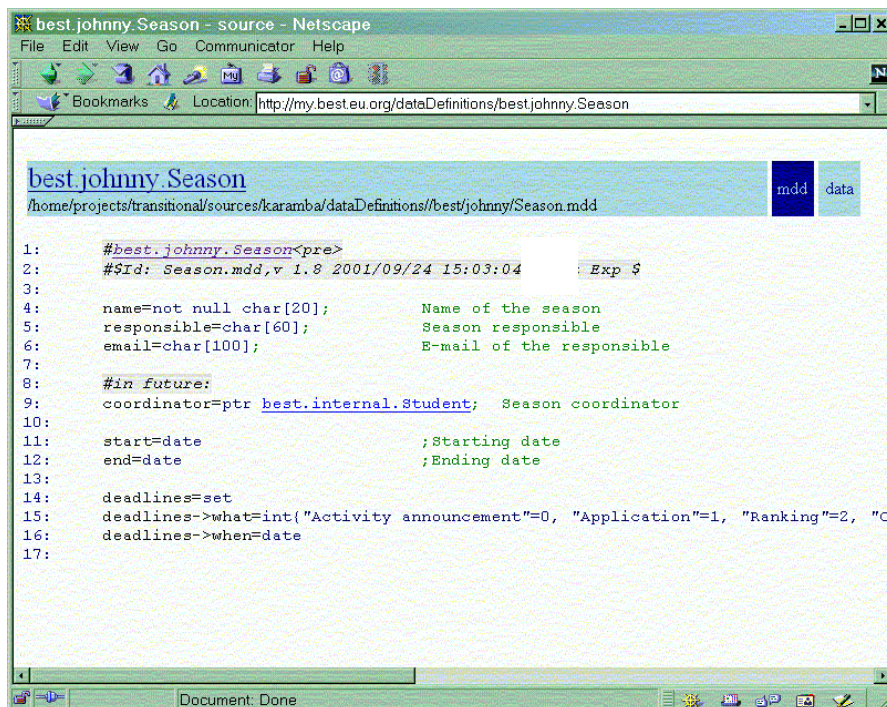 best.johnny.Season - source - Netscape
File Edit View Go Communicator Help
My
N
Bookmarks Location: http://my.best.eu.org/dataDefinitions/best.johnny.Season
best.johnny.Season
/home/projects/transitional/sources/karamba/dataDefinitions//best/johnny/Season.mdd
mdd data
1: #best.johnny.Season<pre>
2: #$Id: Season.mdd,v 1.8 2001/09/24 15:03:04 : Exp $
3:
4: name=not null char[20]; Name of the season
5: responsible=char[60]; Season responsible
6: email=char[100]; E-mail of the responsible
7:
8: #in future:
9: coordinator=ptr best.internal.Student; Season coordinator
10:
11: start=date ;Starting date
12: end=date ;Ending date
13:
14: deadlines=set
15: deadlines->what=int{"Activity announcement"=0, "Application"=1, "Ranking"=2,
16: deadlines->when=date
17:
Document: Done